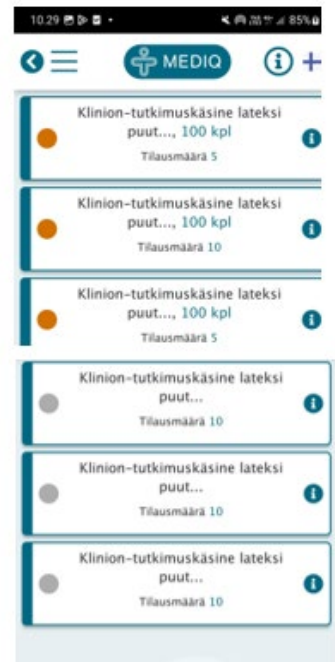 10.29
85%
MEDIQ
Klinion-tutkimuskäsine lateksi
puut..., 100 kpl
Tilausmäärä 5
Klinion-tutkimuskäsine lateksi
puut..., 100 kpl
Tilausmäärä 10
Klinion-tutkimuskäsine lateksi
puut..., 100 kpl
Tilausmäärä 5
Klinion-tutkimuskäsine lateksi
puut...
Tilausmäärä 10
Klinion-tutkimuskäsine lateksi
puut...
Tilausmäärä 10
Klinion-tutkimuskäsine lateksi
puut...
Tilausmäärä 10